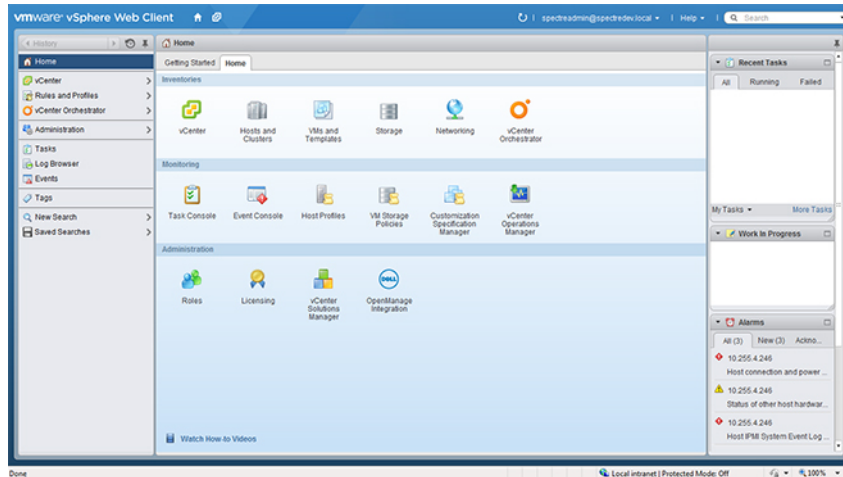 vmware® vSphere Web Client
spectreadmin@spectredev.local
Help
Search
History
Home
vCenter
Rules and Profiles
vCenter Orchestrator
Administration
Tasks
Log Browser
Events
Tags
New Search
Saved Searches
Home
Getting Started Home
Inventories
vCenter
Hosts and
Clusters
VMs and
Templates
Storage
Networking
vCenter
Orchestrator
Monitoring
Task Console
Event Console
Host Profiles
VM Storage
Policies
Customization
Specification
Manager
vCenter
Operations
Manager
Administration
Roles
Licensing
vCenter
Solutions
Manager
DELL
OpenManage
Integration
Watch How-to Videos
Recent Tasks
All Running Failed
My Tasks More Tasks
Work In Progress
Alarms
All (3) New (3) Ackno...
10.255.4.246
Host connection and power ...
10.255.4.246
Status of other host hardwar...
10.255.4.246
Host IPMI System Event Log ...
Done
Local intranet | Protected Mode: Off
100%